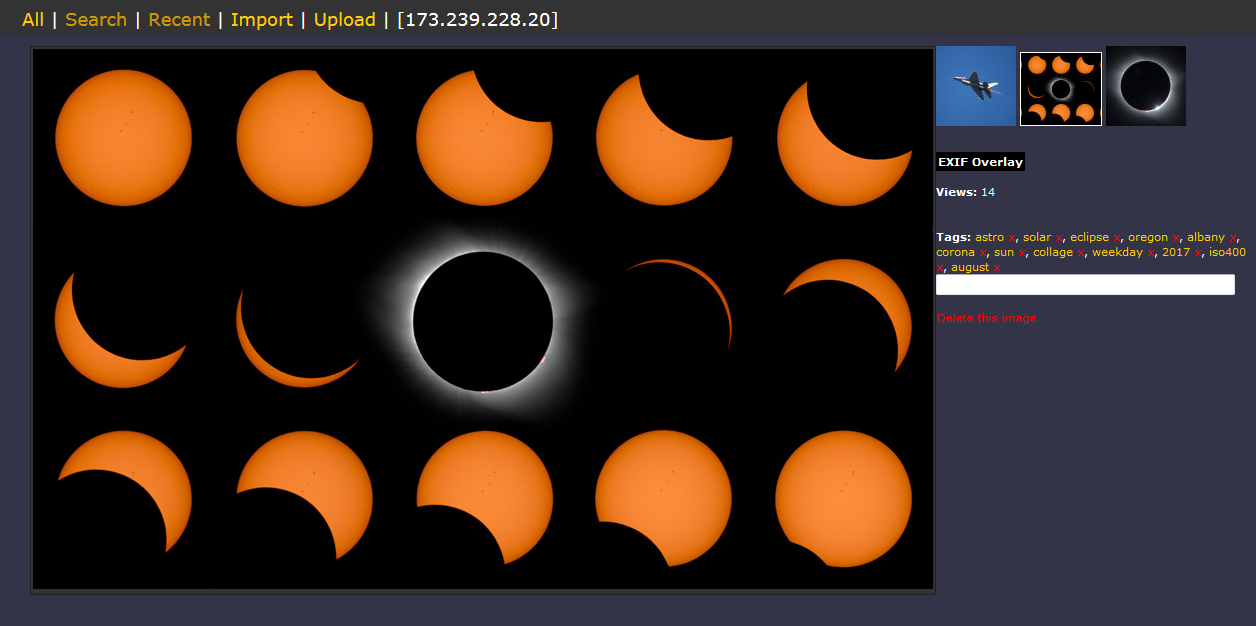 All | Search | Recent | Import | Upload | [173.239.228.20]
EXIF Overlay
Views: 14
Tags: astro x, solar x, eclipse x, oregon x, albany x,
corona x, sun x, collage x, weekday x, 2017 x, iso400
x, august x
Delete this image